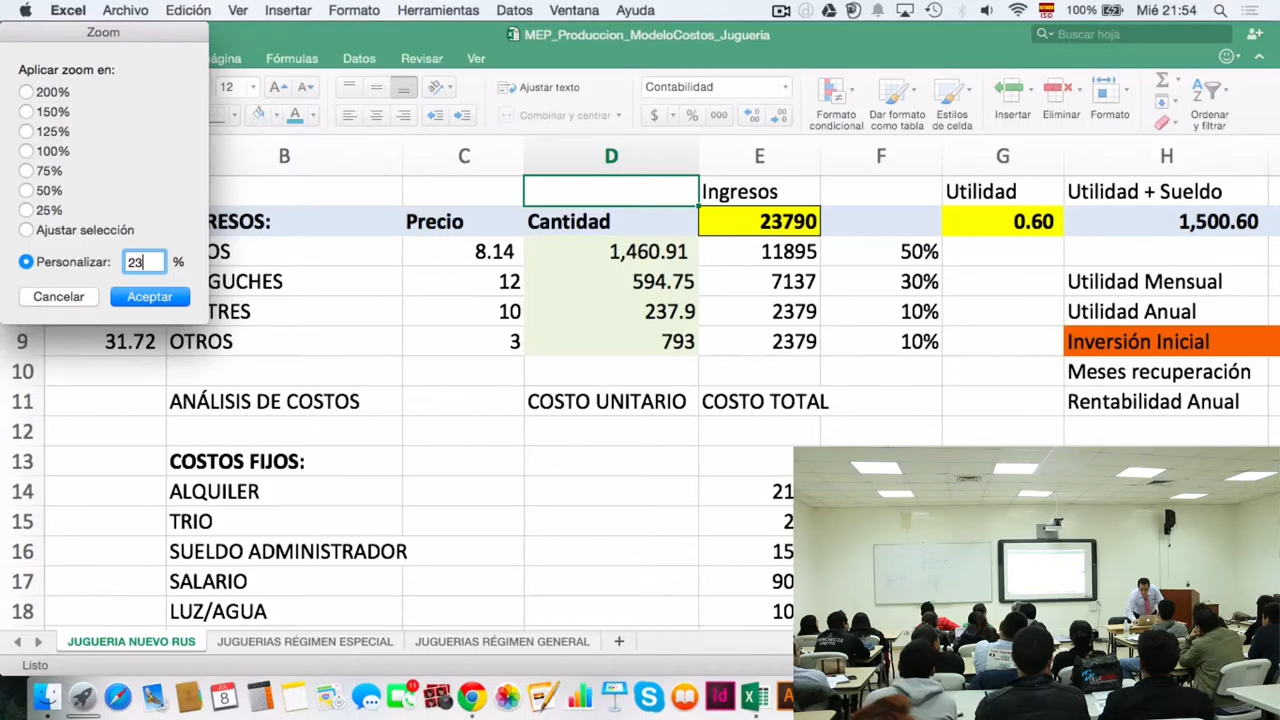 Excel Archivo Edición Ver Insertar Formato Herramientas Datos Ventana Ayuda ISO 100% Mié 21:54
Zoom
MEP_Produccion_ModeloCostos_Jugueria
Buscar hoja
Aplicar zoom en:
200%
150%
125%
100%
75%
50%
25%
Ajustar selección
Personalizar: 23 %
Cancelar Aceptar
Fórmulas Datos Revisar Ver
12 Ajustar texto Contabilidad
Combinar y centrar $ % 000
Formato condicional
Dar formato como tabla
Estilos de celda
Insertar Eliminar Formato
Ordenar y filtrar
B C D E F G H
Ingresos Utilidad Utilidad + Sueldo
RESOS: Precio Cantidad 23790 0.60 1,500.60
OS 8.14 1,460.91 11895 50%
GUCHES 12 594.75 7137 30% Utilidad Mensual
TRES 10 237.9 2379 10% Utilidad Anual
9 31.72 OTROS 3 793 2379 10% Inversión Inicial
10 Meses recuperación
11 ANÁLISIS DE COSTOS COSTO UNITARIO COSTO TOTAL Rentabilidad Anual
12
13 COSTOS FIJOS:
14 ALQUILER 21
15 TRIO 2
16 SUELDO ADMINISTRADOR 15
17 SALARIO 90
18 LUZ/AGUA 10
JUGUERIA NUEVO RUS JUGUERIAS RÉGIMEN ESPECIAL JUGUERIAS RÉGIMEN GENERAL +
Listo